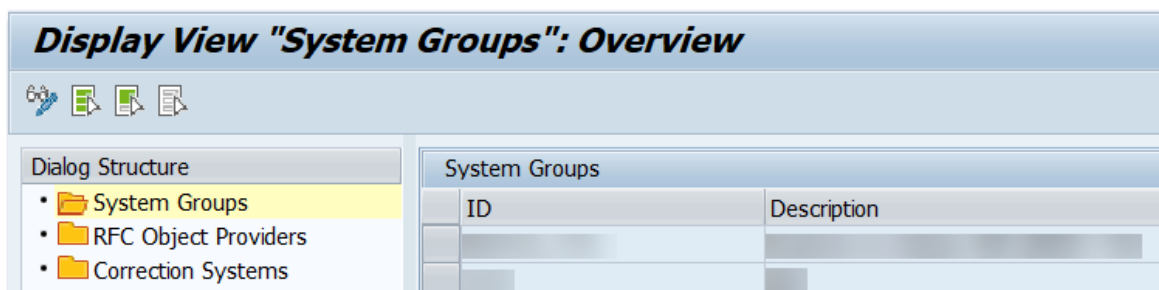 Display View "System Groups": Overview
Dialog Structure
System Groups
RFC Object Providers
Correction Systems
System Groups
ID Description